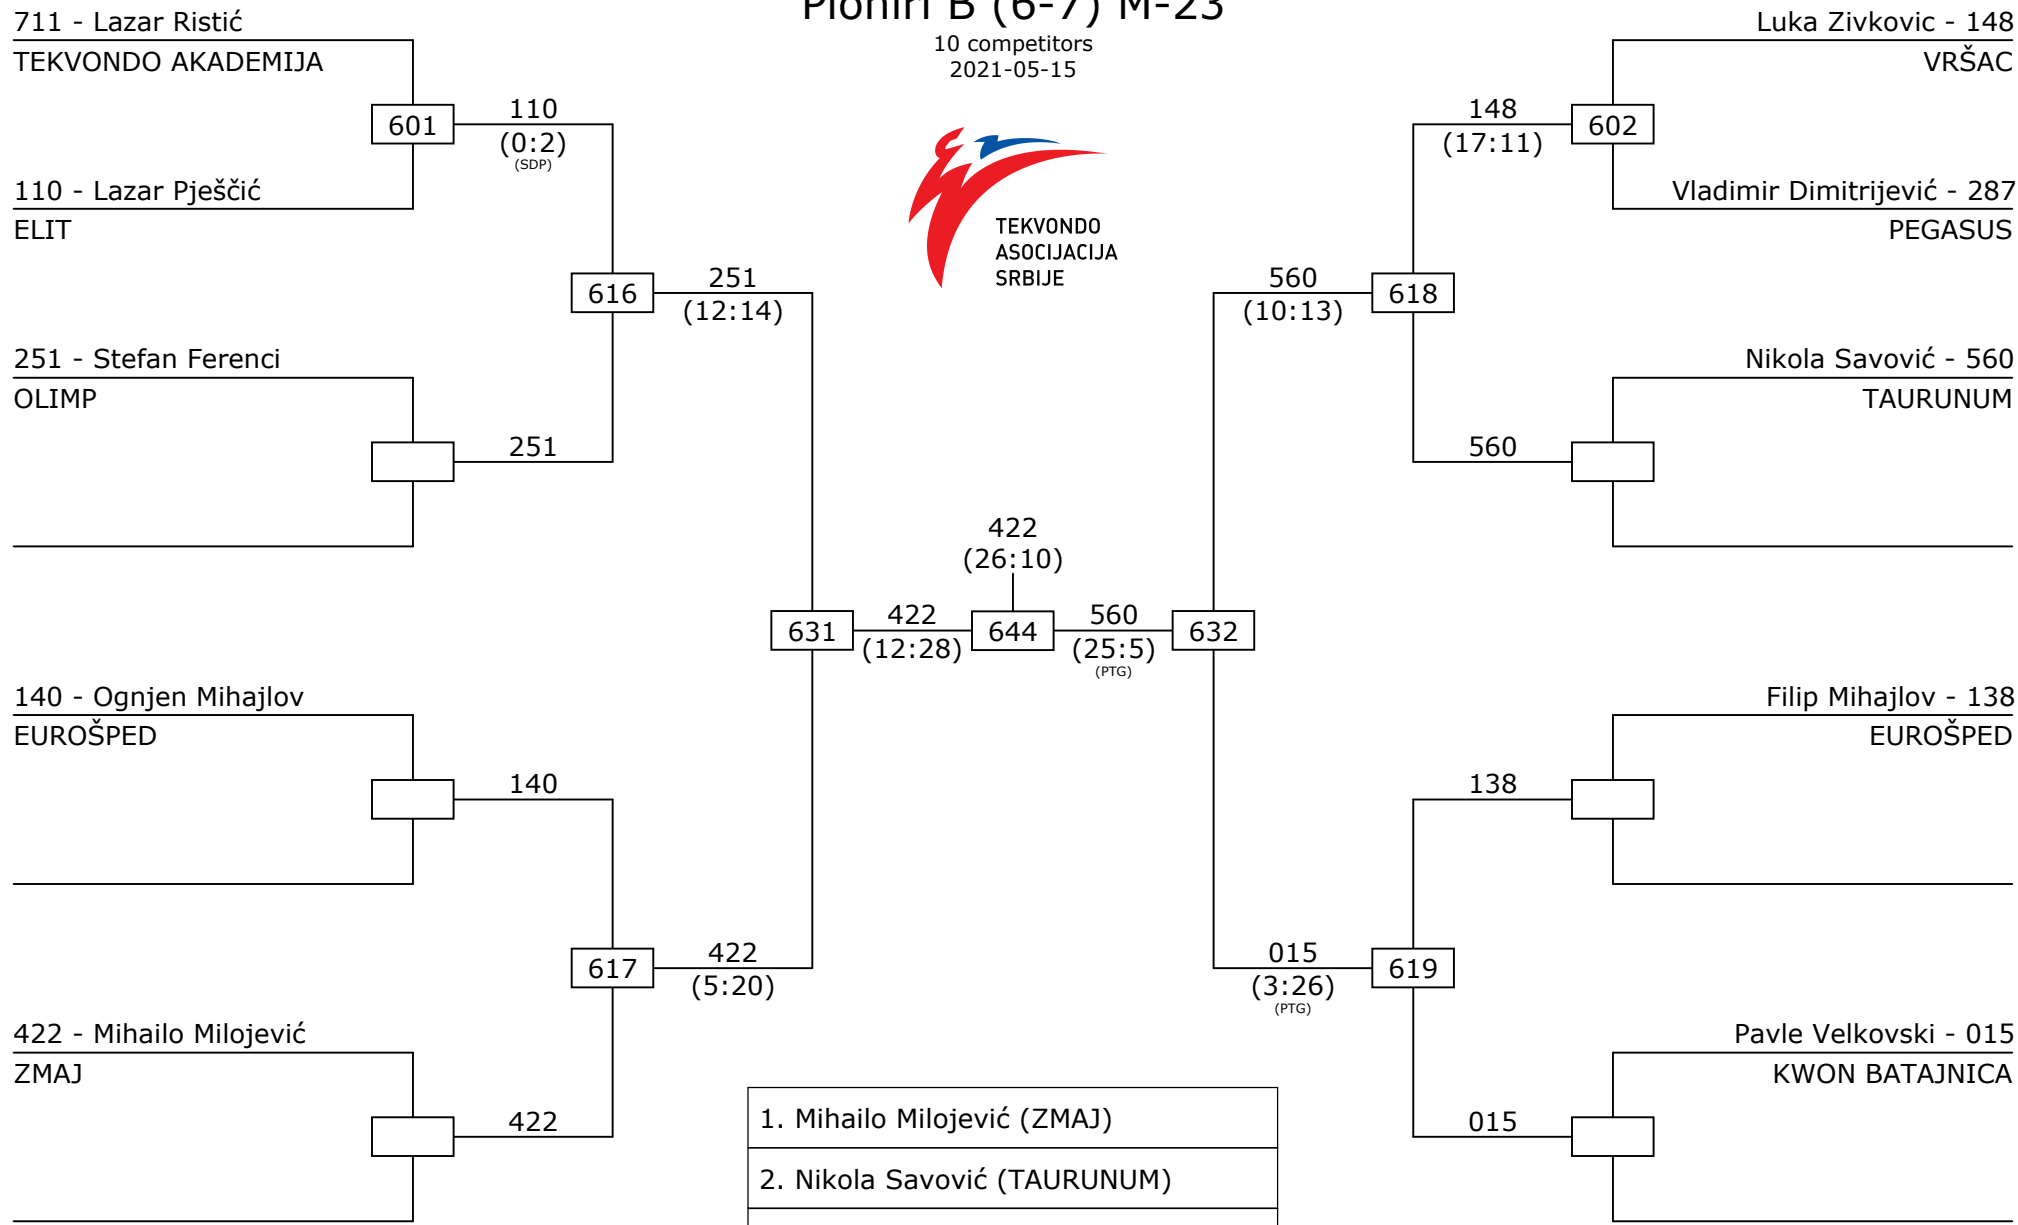 Pioniri B (6-7) M-23
10 competitors
2021-05-15
TEKVONDO
ASOCIJACIJA
SRBIJE
711 - Lazar Ristić
TEKVONDO AKADEMIJA
601
110
(0:2)
(SDP)
110 - Lazar Pješčić
ELIT
616
251
(12:14)
251 - Stefan Ferenci
OLIMP
251
140 - Ognjen Mihajlov
EUROŠPED
140
617
422
(5:20)
422 - Mihailo Milojević
ZMAJ
422
631
422
(12:28)
422
(26:10)
644
560
(25:5)
(PTG)
632
Luka Zivkovic - 148
VRŠAC
148
(17:11)
602
Vladimir Dimitrijević - 287
PEGASUS
560
(10:13)
618
Nikola Savović - 560
TAURUNUM
560
Filip Mihajlov - 138
EUROŠPED
138
015
(3:26)
(PTG)
619
Pavle Velkovski - 015
KWON BATAJNICA
015
1. Mihailo Milojević (ZMAJ)
2. Nikola Savović (TAURUNUM)